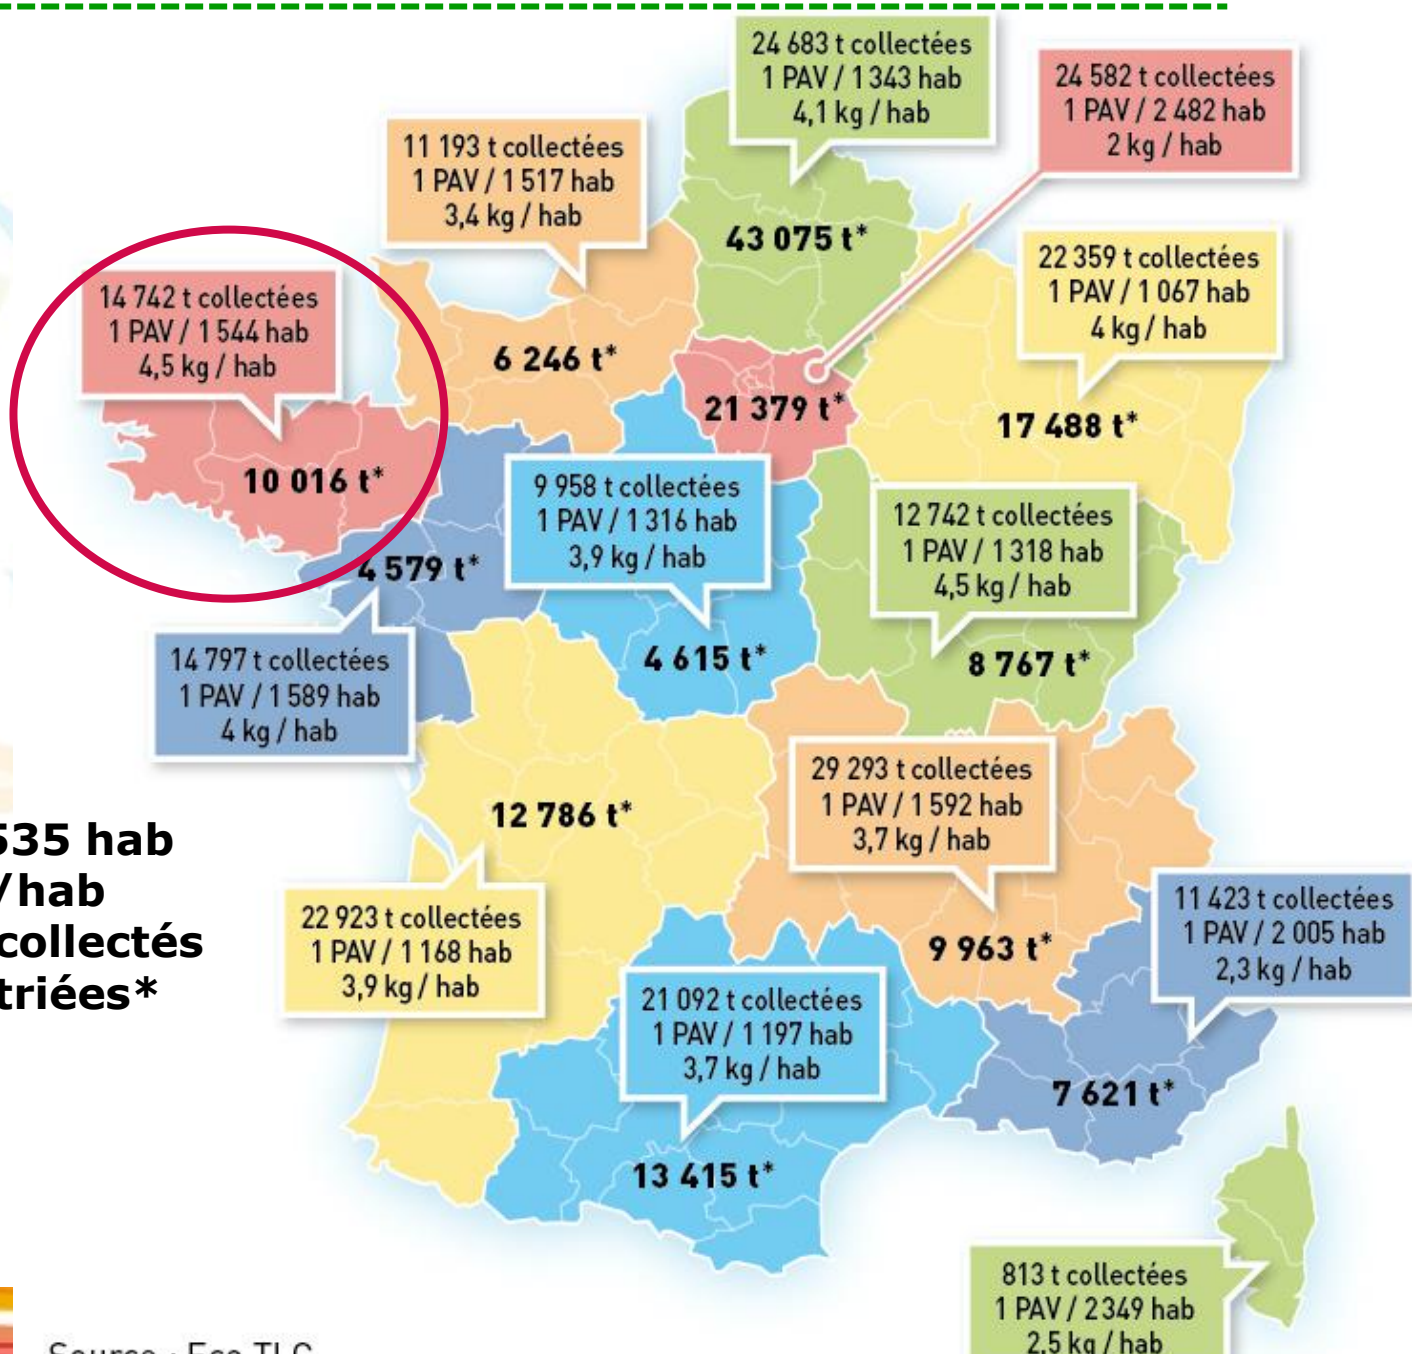 24 683 t collectées
1 PAV / 1 343 hab
4,1 kg / hab
24 582 t collectées
1 PAV / 2 482 hab
2 kg / hab
11 193 t collectées
1 PAV / 1 517 hab
3,4 kg / hab
43 075 t*
22 359 t collectées
1 PAV / 1 067 hab
4 kg / hab
14 742 t collectées
1 PAV / 1 544 hab
4,5 kg / hab
6 246 t*
21 379 t*
17 488 t*
10 016 t*
9 958 t collectées
1 PAV / 1 316 hab
3,9 kg / hab
12 742 t collectées
1 PAV / 1 318 hab
4,5 kg / hab
4 579 t*
14 797 t collectées
1 PAV / 1 589 hab
4 kg / hab
4 615 t*
8 767 t*
29 293 t collectées
1 PAV / 1 592 hab
3,7 kg / hab
12 786 t*
535 hab
/hab
collectés
triées*
22 923 t collectées
1 PAV / 1 168 hab
3,9 kg / hab
11 423 t collectées
1 PAV / 2 005 hab
2,3 kg / hab
9 963 t*
21 092 t collectées
1 PAV / 1 197 hab
3,7 kg / hab
7 621 t*
13 415 t*
813 t collectées
1 PAV / 2349 hab
2,5 kg / hab
Source : Eco TLC